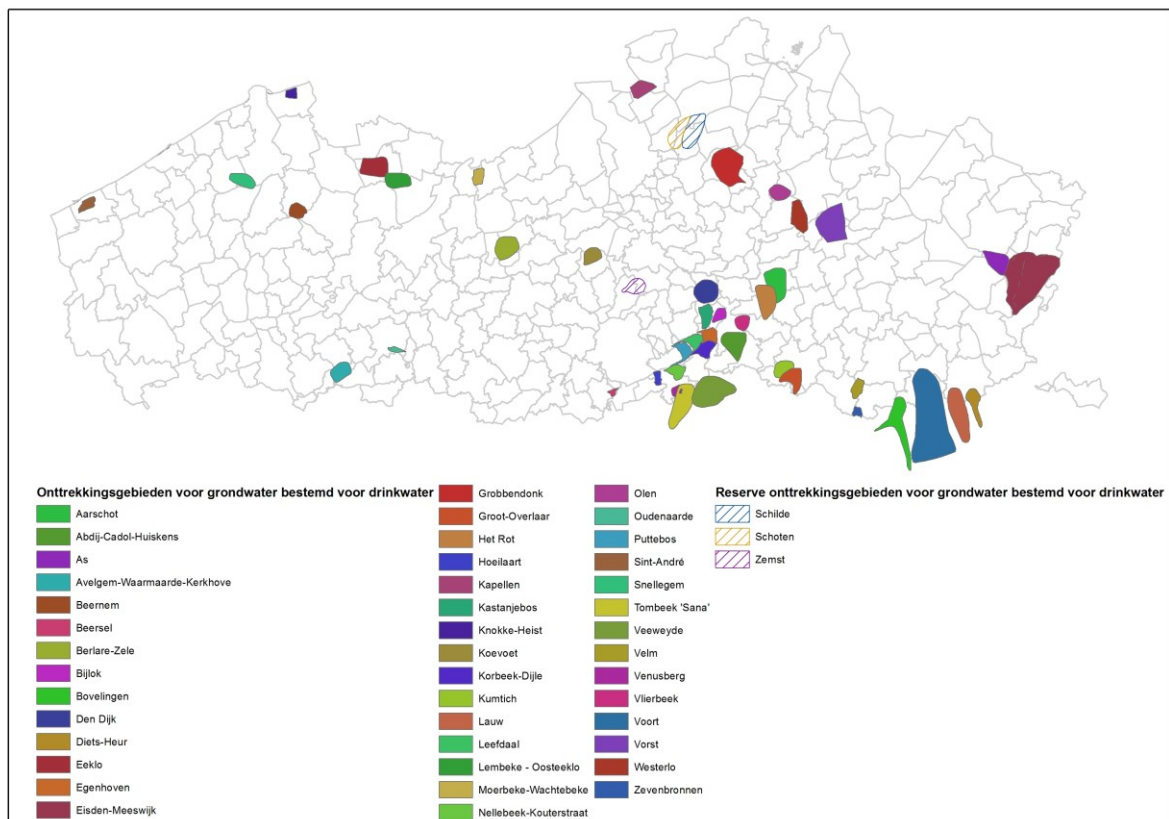 Onttrekkingsgebieden voor grondwater bestemd voor drinkwater
Aarschot
Abdij-Cadol-Huiskens
As
Avelgem-Waarmaarde-Kerkhove
Beernem
Beersel
Berlare-Zele
Bijlok
Bovelingen
Den Dijk
Diets-Heur
Eeklo
Egenhoven
Eisden-Meeswijk
Grobbendonk
Groot-Overlaar
Het Rot
Hoeilaart
Kapellen
Kastanjebos
Knokke-Heist
Koevoet
Korbeek-Dijle
Kumtich
Lauw
Leefdaal
Lembeke - Oosteeklo
Moerbeke-Wachtebeke
Nellebeek-Kouterstraat
Olen
Oudenaarde
Puttebos
Sint-André
Snellegem
Tombeek 'Sana'
Veeweyde
Velm
Venusberg
Vlierbeek
Voort
Vorst
Westerlo
Zevenbronnen
Reserve onttrekkingsgebieden voor grondwater bestemd voor drinkwater
Schilde
Schoten
Zemst